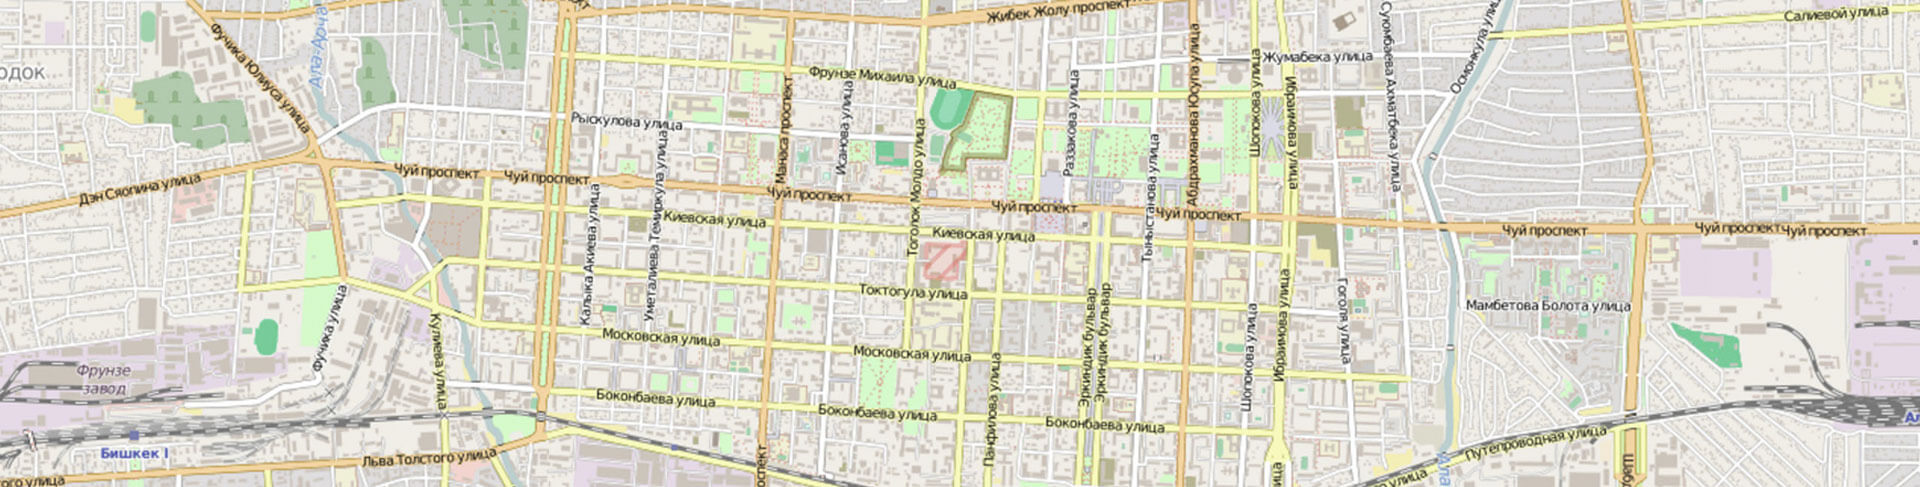 Жибек Жолу проспект
Салиевой улица
Фучика Юлиуса улица
Ала-Арча
Суюмбаева Ахматбека улица
Осмонкула улица
Жумабека улица
Фрунзе Михаила улица
Рыскулова улица
Манаса проспект
Исанова улица
Тоголок Молдо улица
Раззакова улица
Тыныстанова улица
Абдрахманова Юсупа улица
Шопокова улица
Ибраимова улица
Дэн Сяопина улица
Чуй проспект
Чуй проспект
Чуй проспект
Чуй проспект
Чуй проспект
Чуй проспект
Чуй проспект
Чуй проспект
Киевская улица
Киевская улица
Калыка Акиева улица
Уметалиева Темиркула улица
Токтогула улица
Московская улица
Московская улица
Эркиндик бульвар
Эркиндик бульвар
Шопокова улица
Ибраимова улица
Гоголя улица
Мамбетова Болота улица
Фучика улица
Кулиева улица
Фрунзе
завод
Боконбаева улица
Боконбаева улица
Боконбаева улица
Панфилова улица
Бишкек I
Льва Толстого улица
Путепроводная улица